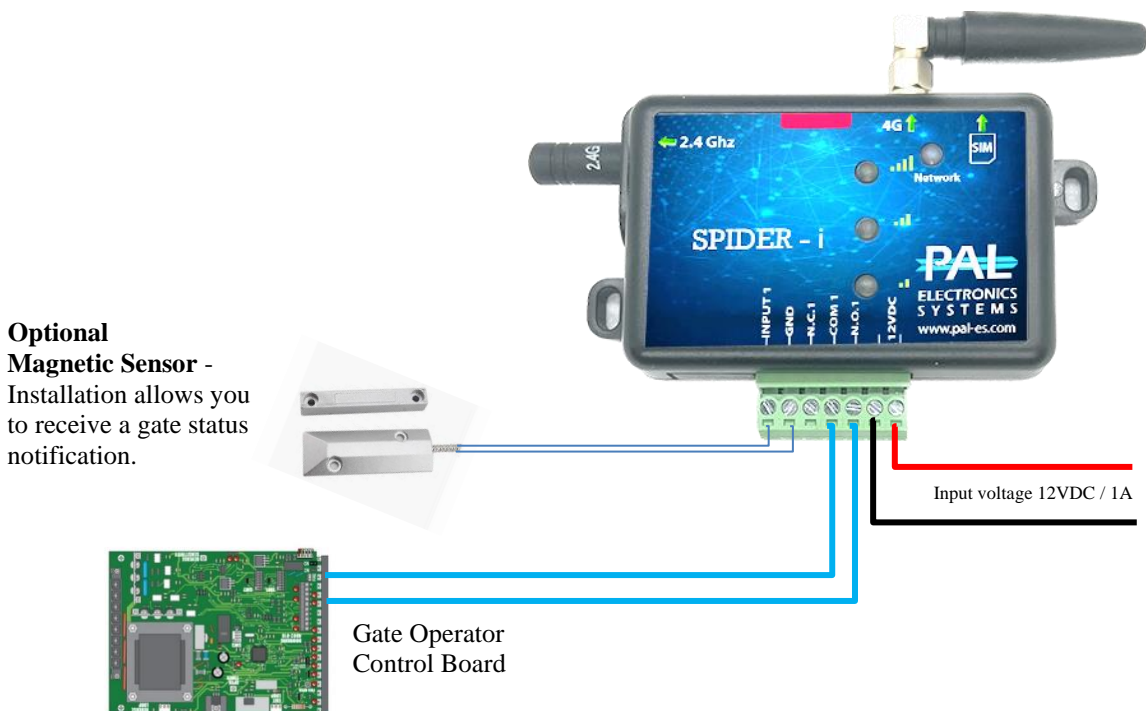 4G
2.4 Ghz
SIM
2.4G
Network
SPIDER - i
PAL
ELECTRONICS
SYSTEMS
www.pal-es.com
INPUT 1
GND
N.C.1
COM 1
N.O.1
12VDC
Optional
Magnetic Sensor -
Installation allows you
to receive a gate status
notification.
Input voltage 12VDC / 1A
Gate Operator
Control Board